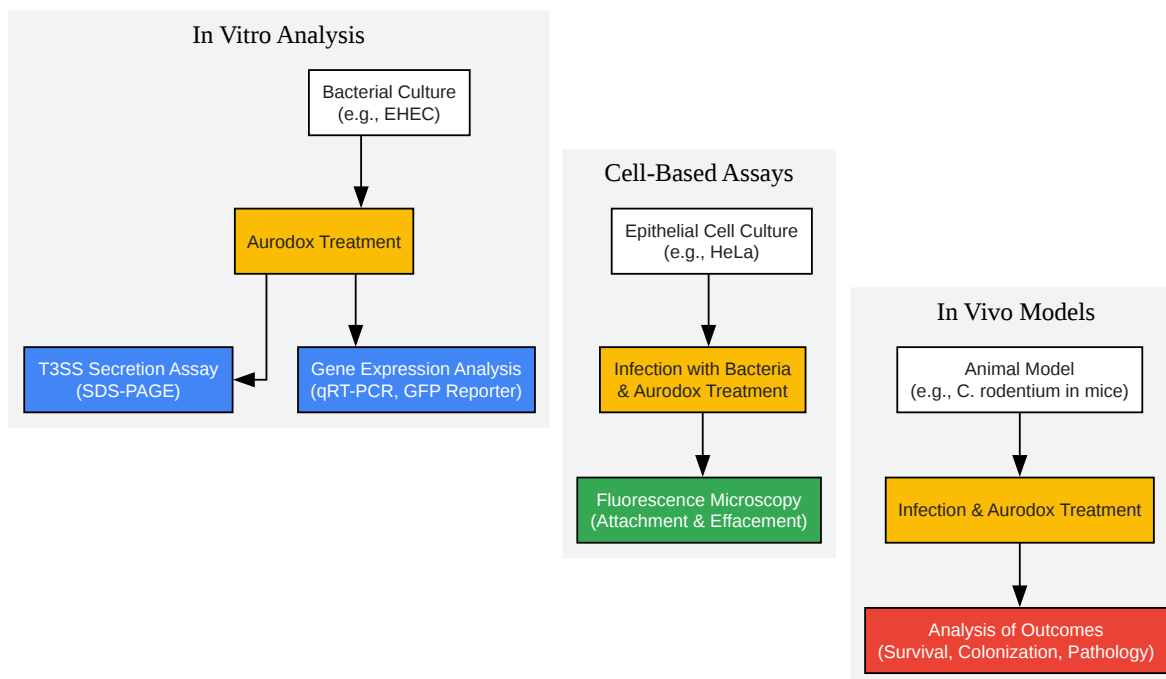 In Vitro Analysis
Bacterial Culture
(e.g., EHEC)
Aurodox Treatment
T3SS Secretion Assay
(SDS-PAGE)
Gene Expression Analysis
(qRT-PCR, GFP Reporter)
Cell-Based Assays
Epithelial Cell Culture
(e.g., HeLa)
Infection with Bacteria
& Aurodox Treatment
Fluorescence Microscopy
(Attachment & Effacement)
In Vivo Models
Animal Model
(e.g., C. rodentium in mice)
Infection & Aurodox Treatment
Analysis of Outcomes
(Survival, Colonization, Pathology)